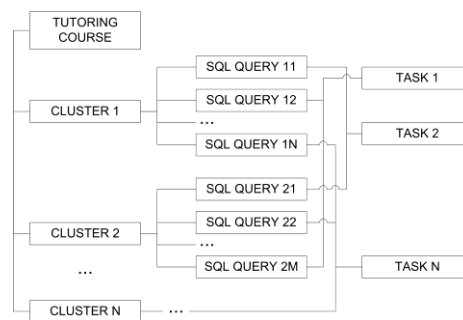 TUTORING
COURSE
CLUSTER 1
SQL QUERY 11
SQL QUERY 12
...
SQL QUERY 1N
TASK 1
TASK 2
CLUSTER 2
SQL QUERY 21
SQL QUERY 22
...
SQL QUERY 2M
...
TASK N
CLUSTER N
...